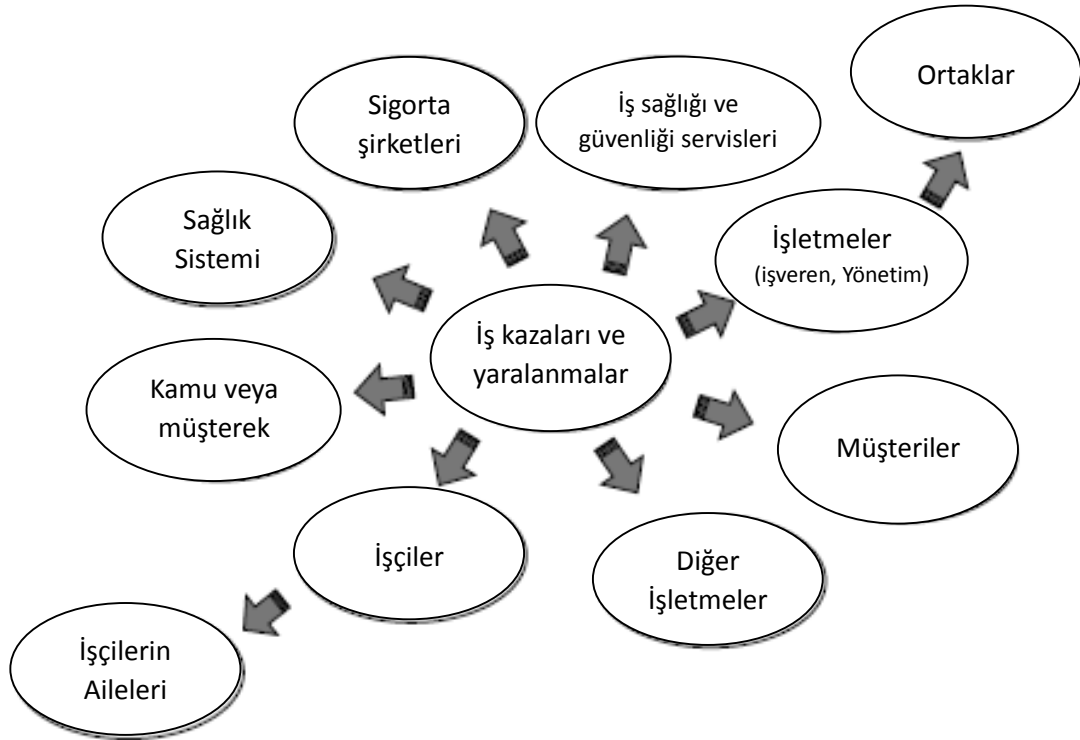 Ortaklar
Sigorta
şirketleri
İş sağlığı ve
güvenliği servisleri
Sağlık
Sistemi
İşletmeler
(işveren, Yönetim)
İş kazaları ve
yaralanmalar
Kamu veya
müşterek
Müşteriler
İşçiler
Diğer
İşletmeler
İşçilerin
Aileleri